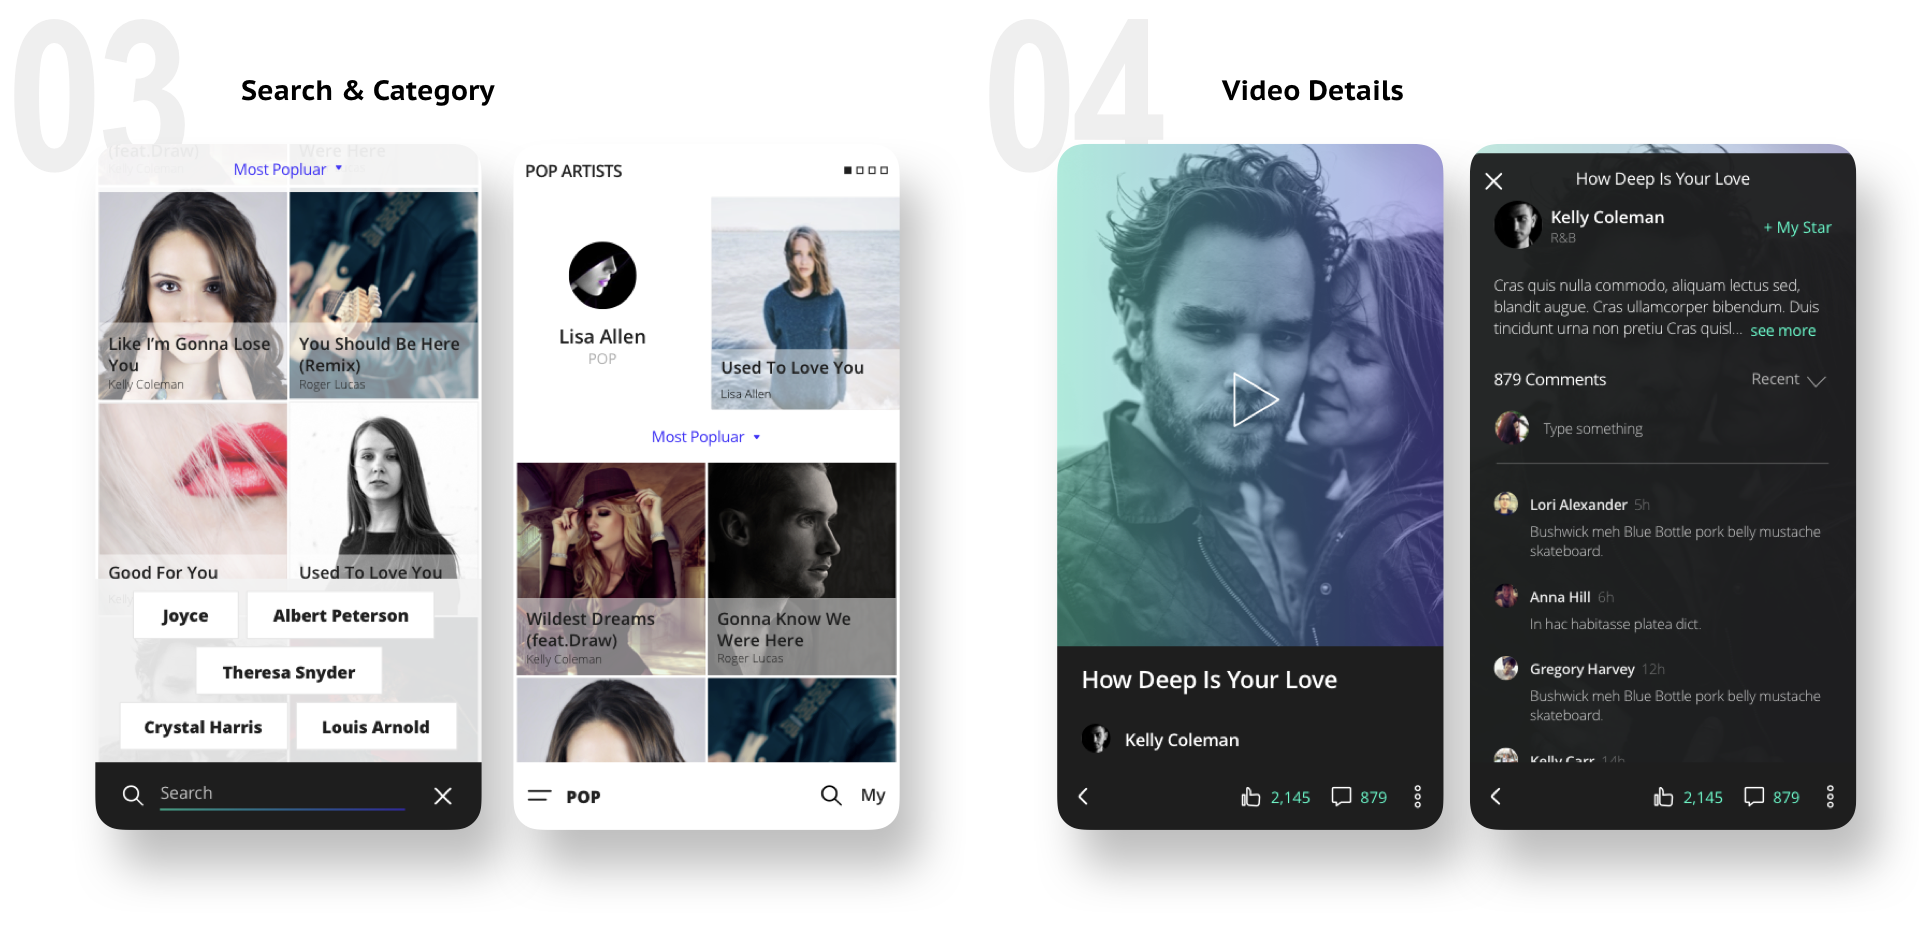 03
Search & Category
(feat.Draw)
Were Here
Most Popluar
Like I'm Gonna Lose
You
Kelly Coleman
You Should Be Here
(Remix)
Roger Lucas
Good For You
Used To Love You
Joyce
Albert Peterson
Theresa Snyder
Crystal Harris
Louis Arnold
Search
POP ARTISTS
Lisa Allen
POP
Used To Love You
Lisa Allen
Most Popluar
Wildest Dreams
(feat.Draw)
Kelly Coleman
Gonna Know We
Were Here
Roger Lucas
POP
My
04
Video Details
How Deep Is Your Love
Kelly Coleman
2,145
879
How Deep Is Your Love
Kelly Coleman
R&B
+ My Star
Cras quis nulla commodo, aliquam lectus sed,
blandit augue. Cras ullamcorper bibendum. Duis
tincidunt urna non pretiu Cras quisl... see more
879 Comments
Recent
Type something
Lori Alexander 5h
Bushwick meh Blue Bottle pork belly mustache
skateboard.
Anna Hill 6h
In hac habitasse platea dict.
Gregory Harvey 12h
Bushwick meh Blue Bottle pork belly mustache
skateboard.
Kelly Carr 14h
2,145
879